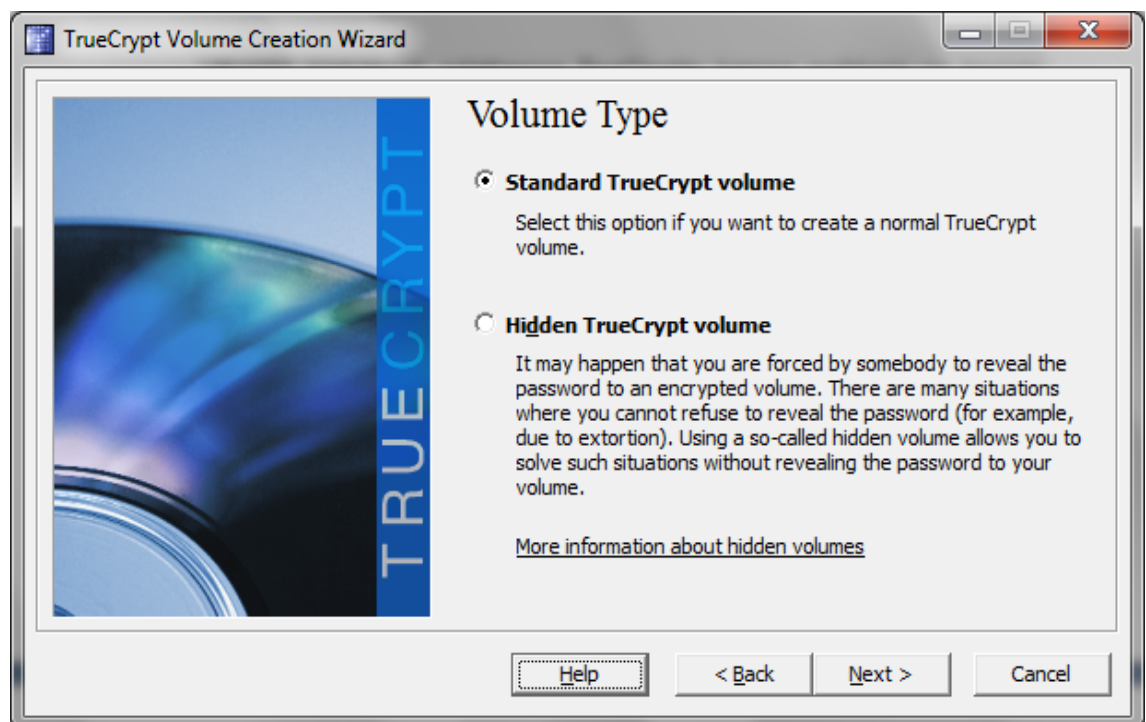 TrueCrypt Volume Creation Wizard
TRUECRYPT
Volume Type
Standard TrueCrypt volume
Select this option if you want to create a normal TrueCrypt
volume.
Hidden TrueCrypt volume
It may happen that you are forced by somebody to reveal the
password to an encrypted volume. There are many situations
where you cannot refuse to reveal the password (for example,
due to extortion). Using a so-called hidden volume allows you to
solve such situations without revealing the password to your
volume.
More information about hidden volumes
Help
< Back
Next >
Cancel